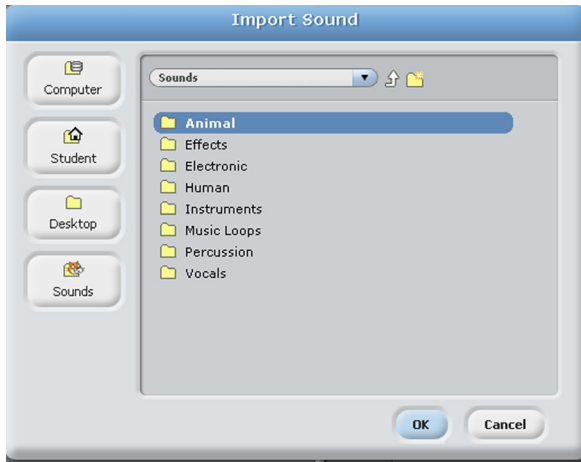 Import Sound
Computer
Student
Desktop
Sounds
Sounds
Animal
Effects
Electronic
Human
Instruments
Music Loops
Percussion
Vocals
OK
Cancel